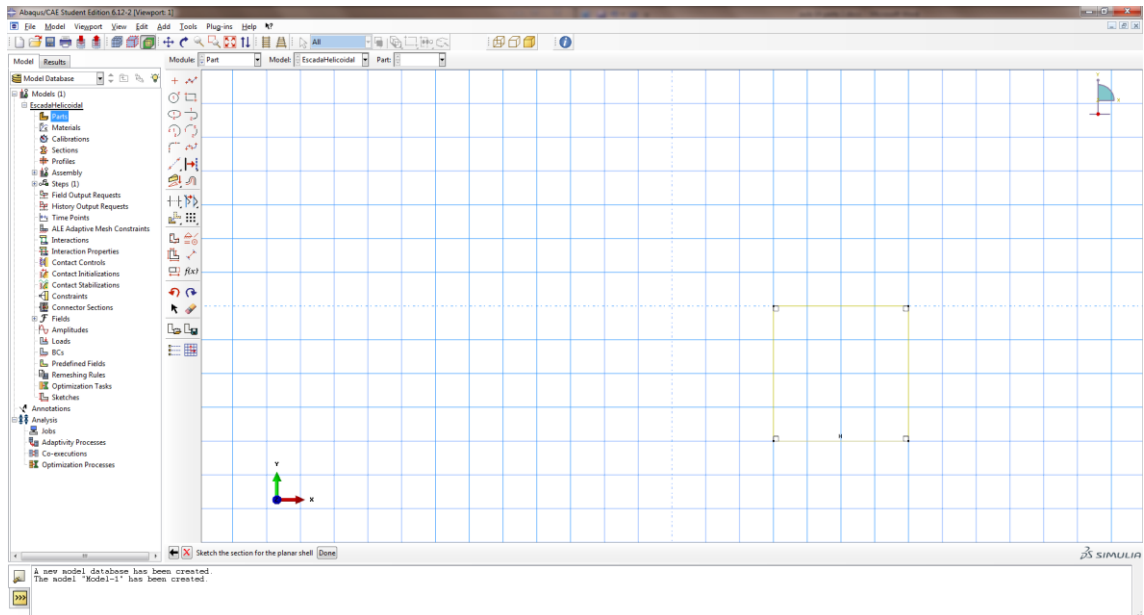 Abaqus/CAE Student Edition 6.12-2 [Viewport: 1]
File Model Viewport View Edit Add Tools Plug-ins Help
All
Model Results
Module: Part Model: EscadaHelicoidal Part:
Model Database
Models (1)
EscadaHelicoidal
Parts
Materials
Calibrations
Sections
Profiles
Assembly
Steps (1)
Field Output Requests
History Output Requests
Time Points
ALE Adaptive Mesh Constraints
Interactions
Interaction Properties
Contact Controls
Contact Initializations
Contact Stabilizations
Constraints
Connector Sections
Fields
Amplitudes
Loads
BCs
Predefined Fields
Remeshing Rules
Optimization Tasks
Sketches
Annotations
Analysis
Jobs
Adaptivity Processes
Co-executions
Optimization Processes
f(x)
H
Y
X
Sketch the section for the planar shell Done
SIMULIA
A new model database has been created.
The model "Model-1" has been created.
>>>